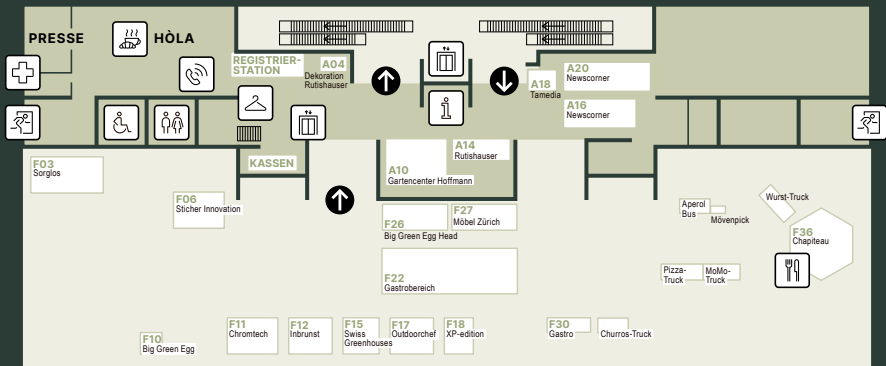 PRESSE
HÒLA
REGISTRIER-
STATION
A04
Dekoration
Rutishauser
A18
Tamedia
A20
Newscorner
A16
Newscorner
i
KASSEN
A10
Gartencenter Hoffmann
A14
Rutishauser
F03
Sorglos
F06
Sticher Innovation
F26
Big Green Egg Head
F27
Möbel Zürich
F22
Gastrobereich
Aperol
Bus
Mövenpick
Wurst-Truck
F36
Chapiteau
Pizza-
Truck
MoMo-
Truck
F10
Big Green Egg
F11
Chromtech
F12
Inbrunst
F15
Swiss
Greenhouses
F17
Outdoorchef
F18
XP-edition
F30
Gastro
Churros-Truck